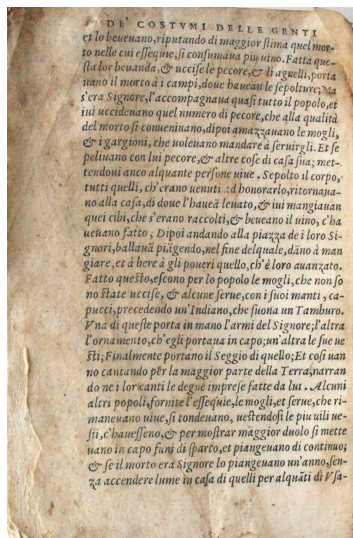 DE' COSTVMI DELLE GENTI
et lo beueuano, riputando di maggior stima quel mor-
to nelle cui essequie, si consumaua piu uino. Fatta que-
sta lor beuanda, & uccise le pecore, & di agnelli, porta
uano il morto à i campi, doue haueau le sepolture; Ma
s'era Signore, l'accompagnaua quasi tutto il popolo, et
iui uccideuano quel numero di pecore, che alla qualità
del morto si conueniuano, dipoi amazzauano le mogli,
& i garzioni, che uoleuano mandare à seruirgli. Et se
peliuano con lui pecore, & altre cose di casa sua; met-
tendoui anco alquante persone uiue. Sepolto il corpo,
tutti quelli, ch'erano uenuti ad honorarlo, ritornaua-
no alla casa, di doue l'haueā leuato, & iui mangiauan
quei cibi, che s'erano raccolti, & beueano il uino, c'ha
ueuano fatto, Dipoi andando alla piazza de i loro Si-
gnori, ballauā piāgendo, nel fine delquale, dāno à man
giare, et à bere à gli poueri quello, ch'è loro auanzato.
Fatto questo, escono per lo popolo le mogli, che non so
no state uccise, & alcune serue, con i suoi manti, ca-
pucci, precedendo un'Indiano, che suona un Tamburo.
Vna di queste porta in mano l'armi del Signore; l'altra
l'ornamento, ch'egli portaua in capo; un'altra le sue ue
sti; Finalmente portano il Seggio di quello; Et cosi uan
no cantando pēr la maggior parte della Terra, narran
do ne i lor canti le degne imprese fatte da lui. Alcuni
altri popoli, fornite l'essequie, le mogli, et serue, che ri-
maneuano uiue, si tondeuano, uestendosi le piu uili ue-
sti, c'hauesseno, & per mostrar maggior duolo si mette
uano in capo funi di sparto, et piangeuano di continuo;
& se il morto era Signore lo piangeuano un'anno, sen-
za accendere lume in casa di quelli per alquāti dì Vsa-